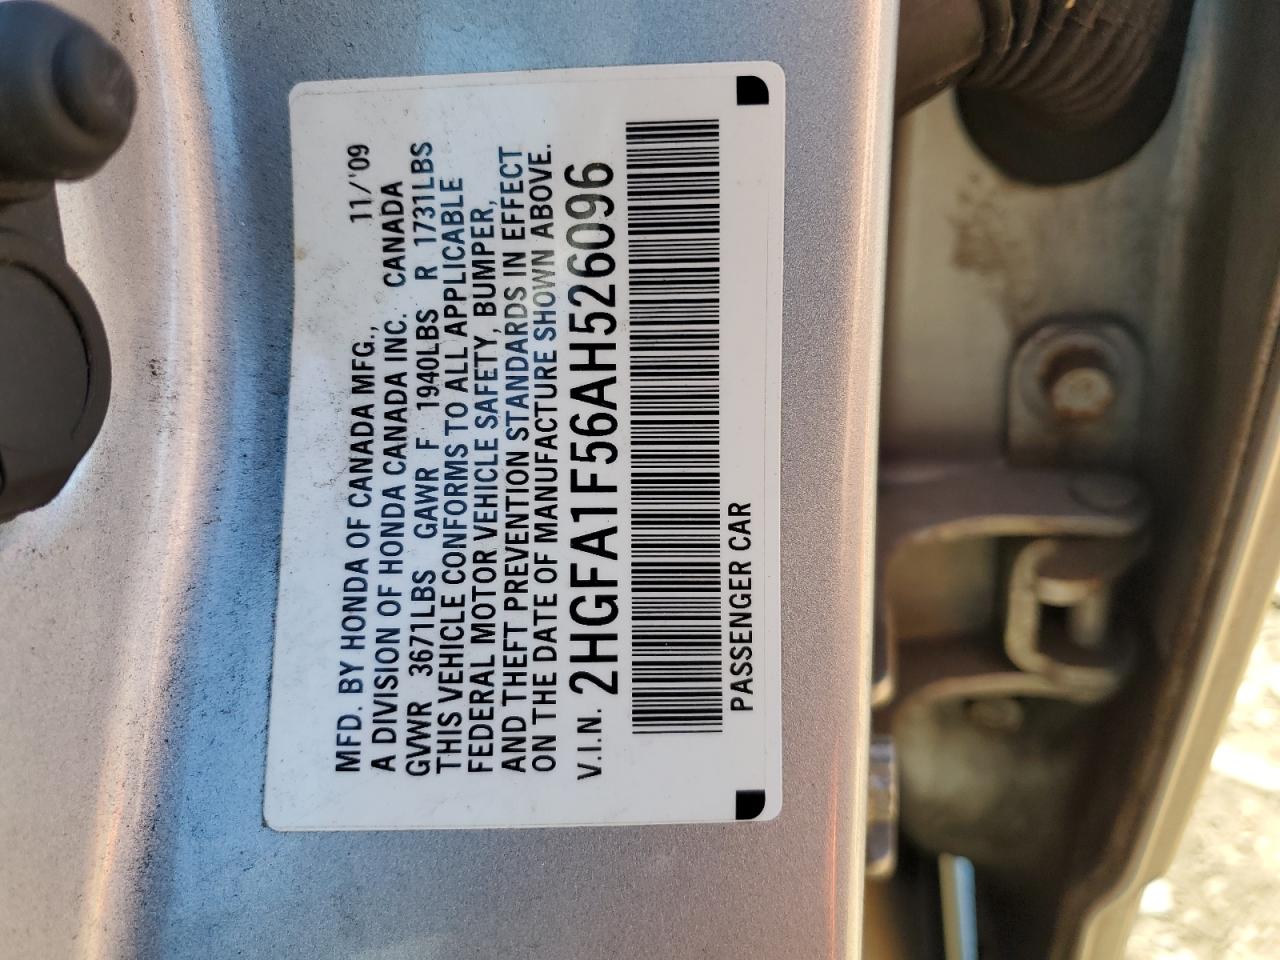 MFD. BY HONDA OF CANADA MFG., 11/'09
A DIVISION OF HONDA CANADA INC. CANADA
GVWR 3671LBS GAWR F 1940LBS R 1731LBS
THIS VEHICLE CONFORMS TO ALL APPLICABLE
FEDERAL MOTOR VEHICLE SAFETY, BUMPER,
AND THEFT PREVENTION STANDARDS IN EFFECT
ON THE DATE OF MANUFACTURE SHOWN ABOVE.
V.I.N. 2HGFA1F56AH526096
PASSENGER CAR